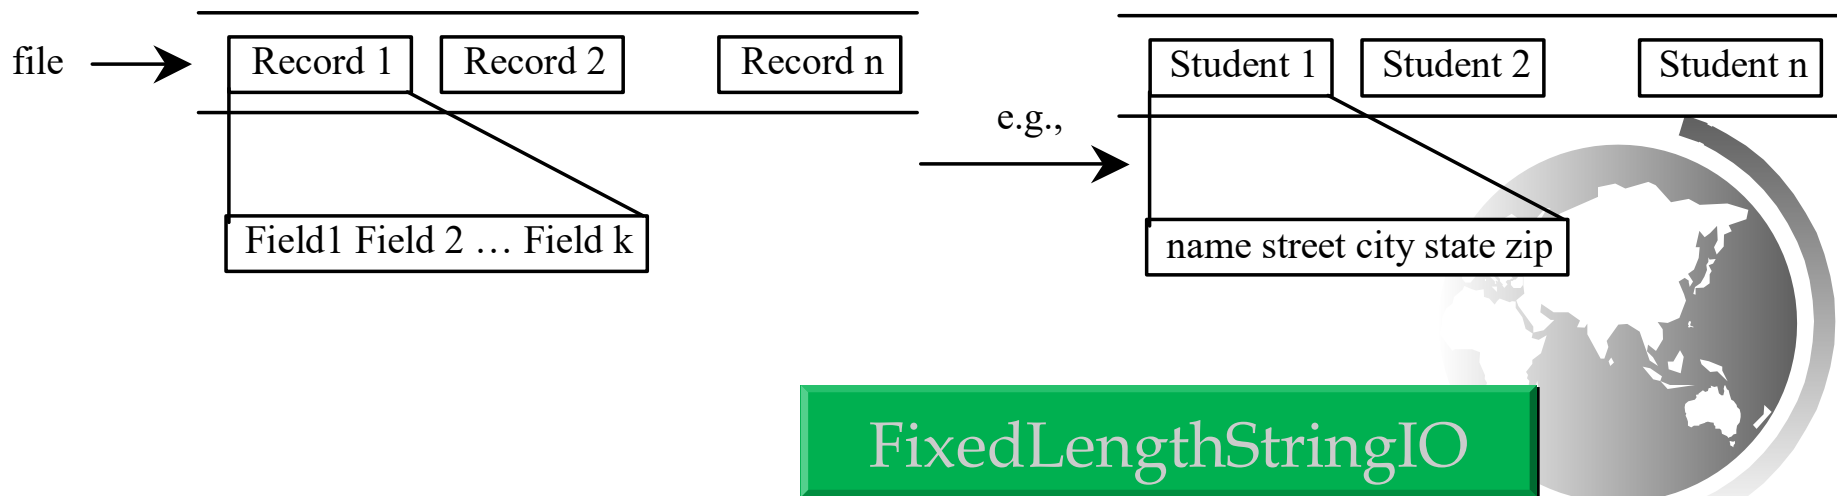 file
Record 1
Record 2
Record n
Field1 Field 2 … Field k
e.g.,
Student 1
Student 2
Student n
name street city state zip
FixedLengthStringIO